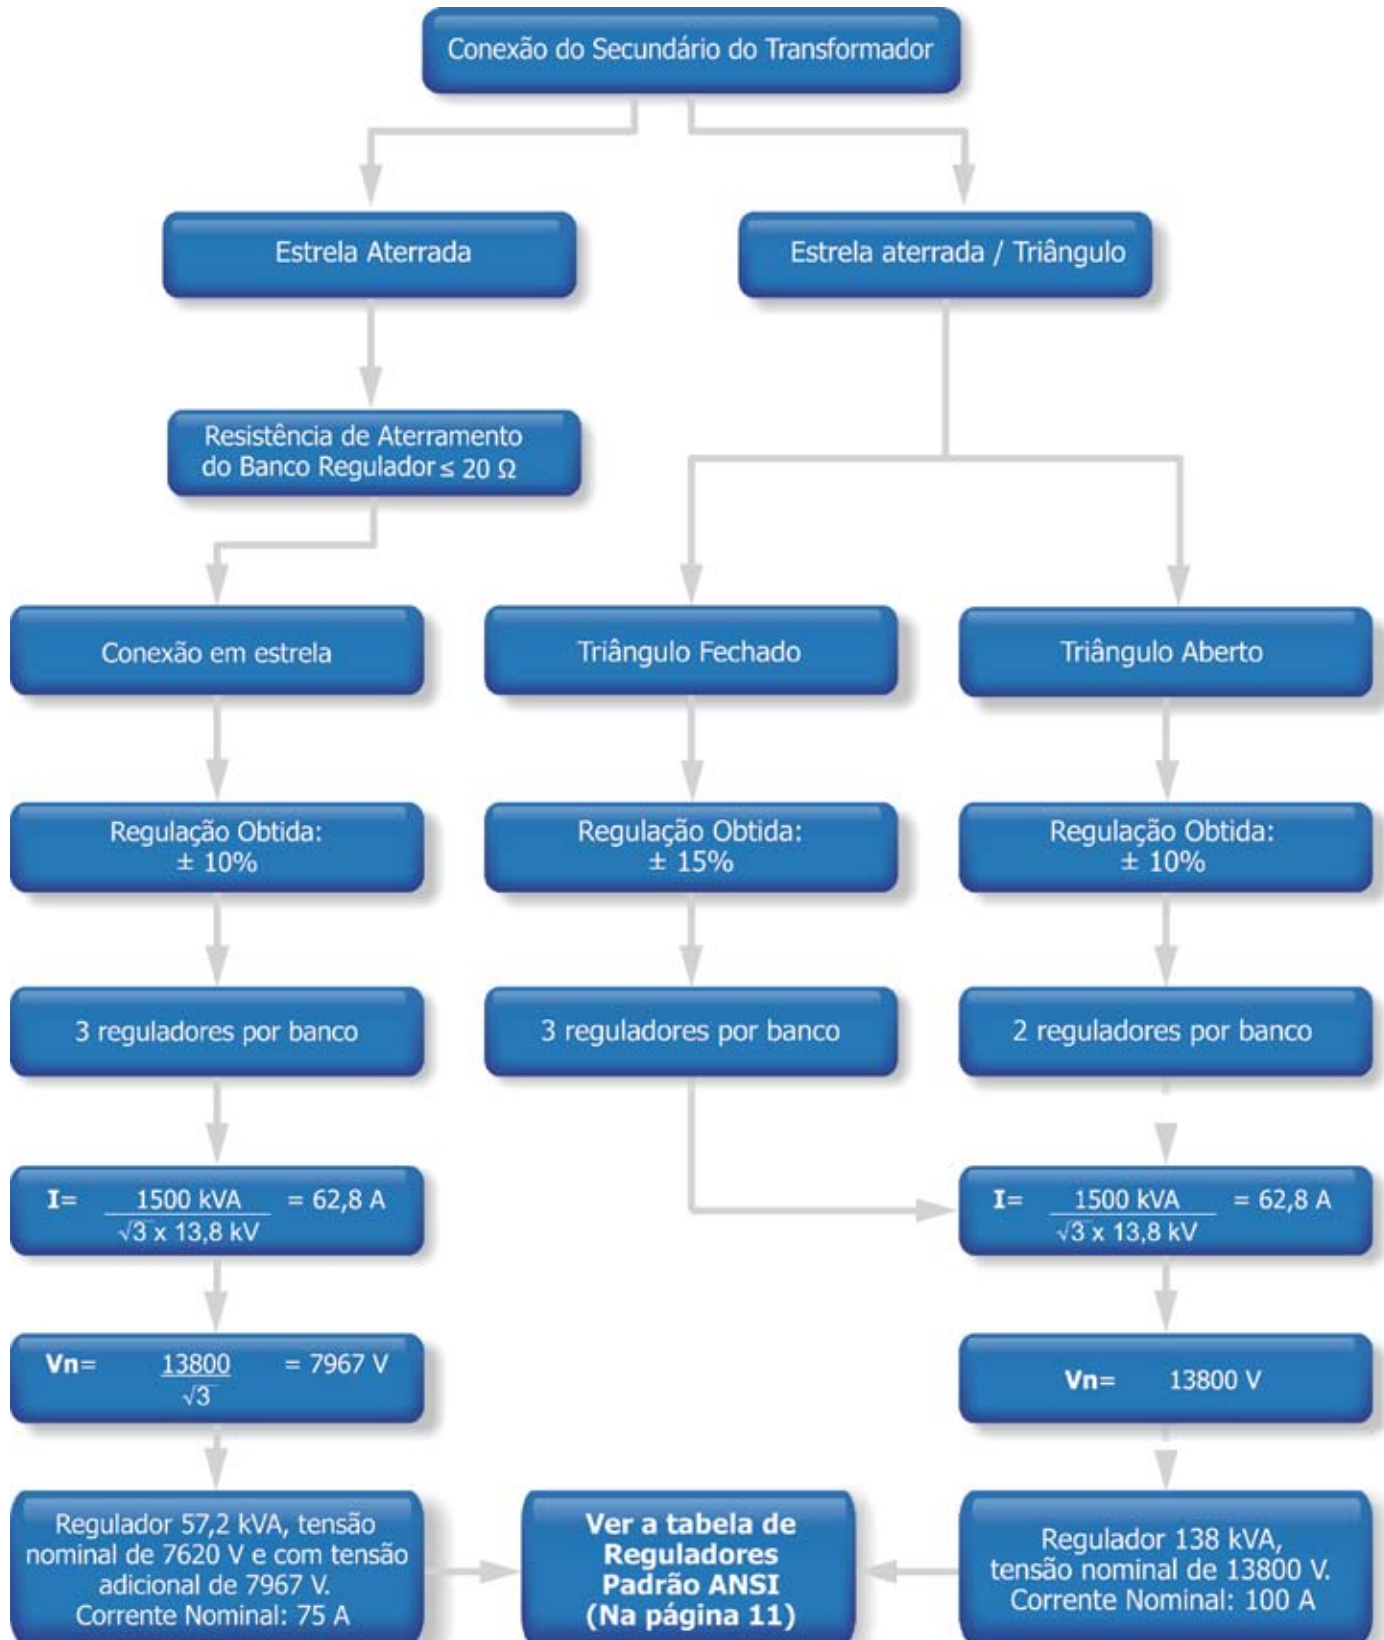 Conexão do Secundário do Transformador
Estrela Aterrada
Estrela aterrada / Triângulo
Resistência de Aterramento
do Banco Regulador ≤ 20 Ω
Conexão em estrela
Triângulo Fechado
Triângulo Aberto
Regulação Obtida:
± 10%
Regulação Obtida:
± 15%
Regulação Obtida:
± 10%
3 reguladores por banco
3 reguladores por banco
2 reguladores por banco
I= 1500 kVA = 62,8 A
√3 x 13,8 kV
I= 1500 kVA = 62,8 A
√3 x 13,8 kV
Vn= 13800 = 7967 V
√3
Vn= 13800 V
Regulador 57,2 kVA, tensão
nominal de 7620 V e com tensão
adicional de 7967 V.
Corrente Nominal: 75 A
Ver a tabela de
Reguladores
Padrão ANSI
(Na página 11)
Regulador 138 kVA,
tensão nominal de 13800 V.
Corrente Nominal: 100 A